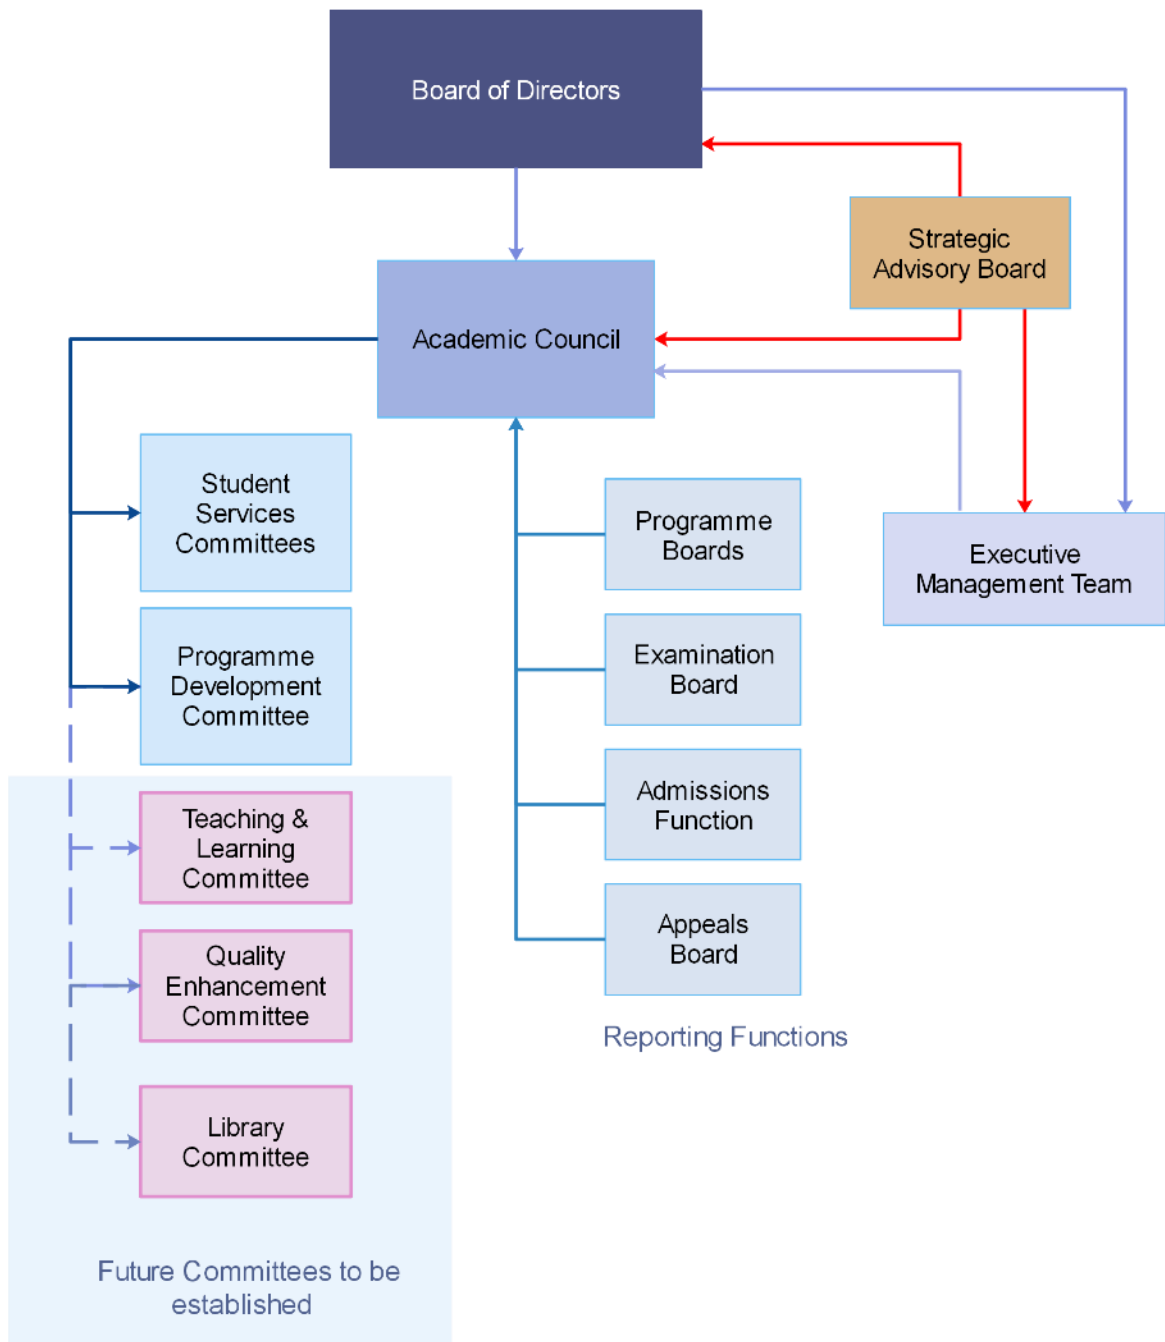 Board of Directors
Strategic
Advisory Board
Academic Council
Student
Services
Committees
Programme
Boards
Executive
Management Team
Programme
Development
Committee
Examination
Board
Teaching &
Learning
Committee
Admissions
Function
Quality
Enhancement
Committee
Appeals
Board
Reporting Functions
Library
Committee
Future Committees to be
established